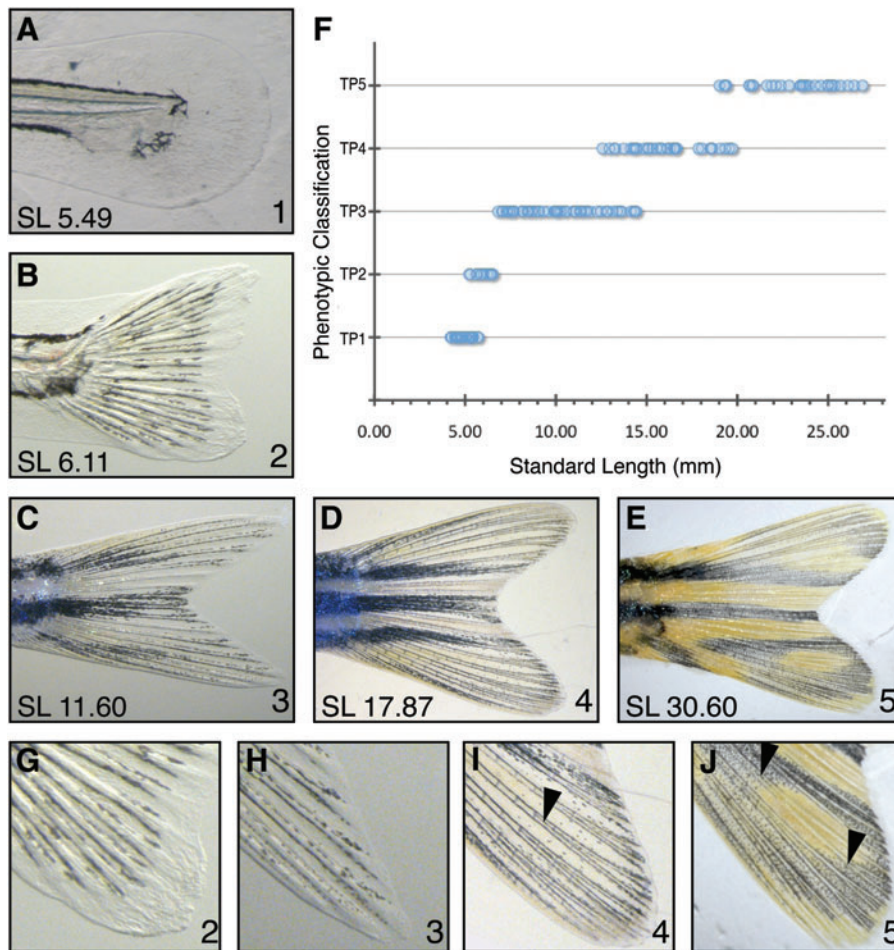 A
SL 5.49
1
B
SL 6.11
2
F
Phenotypic Classification
TP5
TP4
TP3
TP2
TP1
0.00 5.00 10.00 15.00 20.00 25.00
Standard Length (mm)
C
SL 11.60
3
D
SL 17.87
4
E
SL 30.60
5
G
2
H
3
I
4
J
5